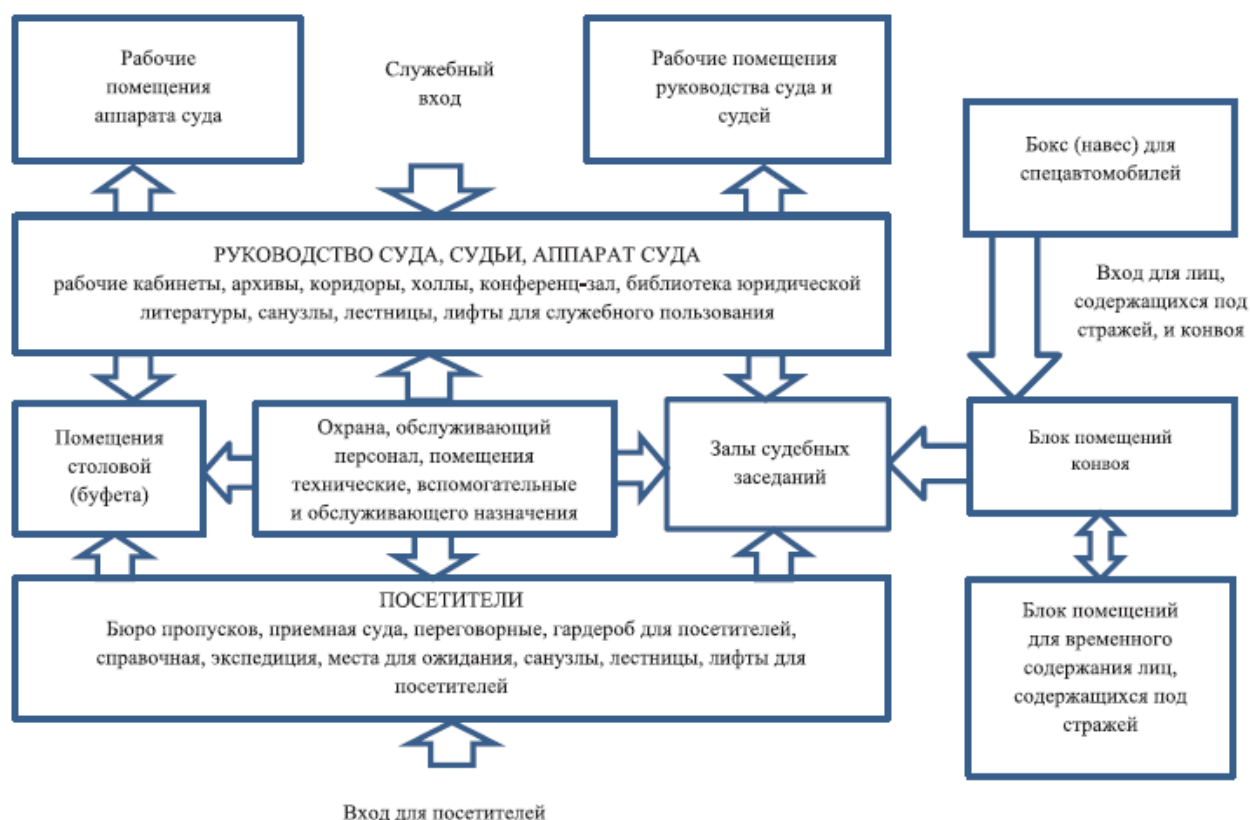 Рабочие
помещения
аппарата суда
Служебный
вход
Рабочие помещения
руководства суда и
судей
Бокс (навес) для
спецавтомобилей
РУКОВОДСТВО СУДА, СУДЬИ, АППАРАТ СУДА
рабочие кабинеты, архивы, коридоры, холлы, конференц-зал, библиотека юридической
литературы, санузлы, лестницы, лифты для служебного пользования
Вход для лиц,
содержащихся под
стражей, и конвоя
Помещения
столовой
(буфета)
Охрана, обслуживающий
персонал, помещения
технические, вспомогательные
и обслуживающего назначения
Залы судебных
заседаний
Блок помещений
конвоя
ПОСЕТИТЕЛИ
Бюро пропусков, приемная суда, переговорные, гардероб для посетителей,
справочная, экспедиция, места для ожидания, санузлы, лестницы, лифты для
посетителей
Блок помещений
для временного
содержания лиц,
содержащихся под
стражей
Вход для посетителей